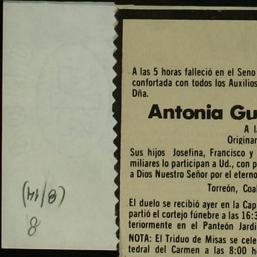 A las 5 horas falleció en el Seno
confortada con todos los Auxilios
Dña.
Antonia Gu
A l
Originar
Sus hijos Josefina, Francisco y
miliares lo participan a Ud., con p
a Dios Nuestro Señor por el eterno
Torreón, Coa
El duelo se recibió ayer en la Cap
partió el cortejo fúnebre a las 16:3
teriormente en el Panteón Jardi
NOTA: El Triduo de Misas se cele
tedral del Carmen a las 8:00 h
(8/14)
8